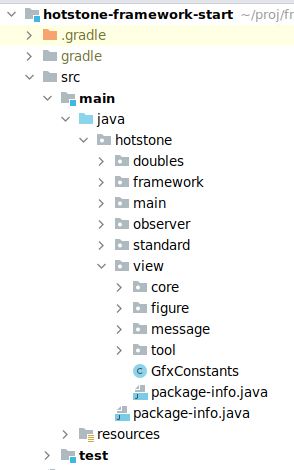 hotstone-framework-start ~/proj/fr
.gradle
gradle
src
main
java
hotstone
doubles
framework
main
observer
standard
view
core
figure
message
tool
C GfxConstants
package-info.java
package-info.java
resources
test